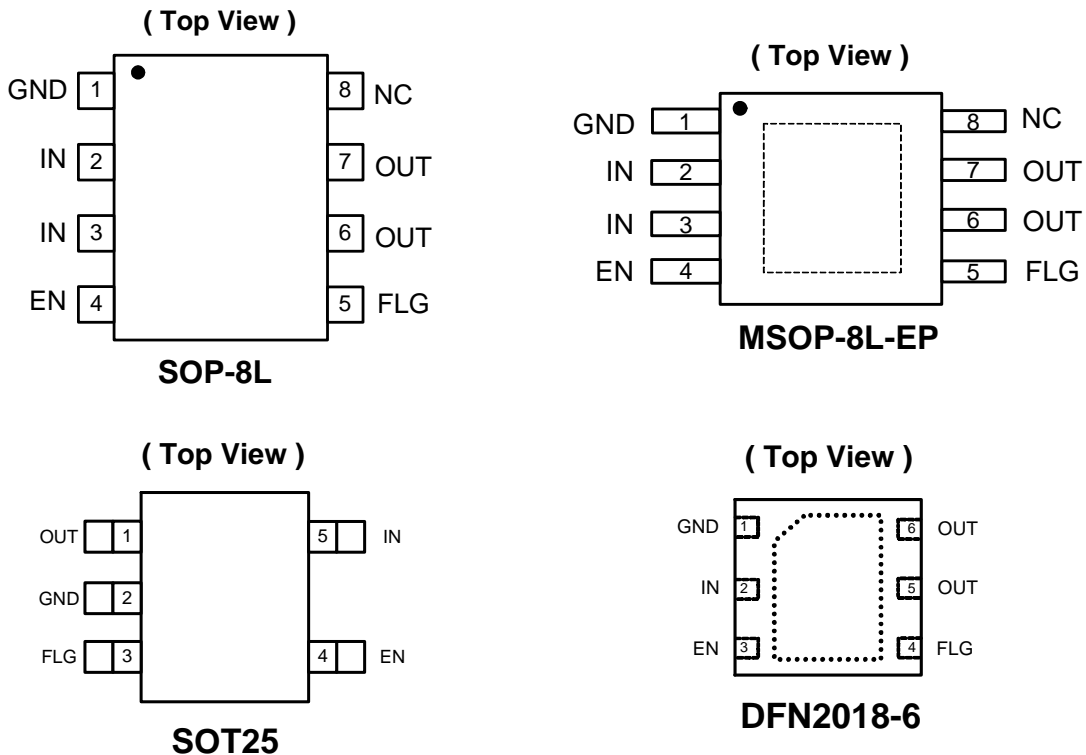 ( Top View )
GND 1 8 NC
IN 2 7 OUT
IN 3 6 OUT
EN 4 5 FLG
SOP-8L
( Top View )
GND 1 8 NC
IN 2 7 OUT
IN 3 6 OUT
EN 4 5 FLG
MSOP-8L-EP
( Top View )
OUT 1 5 IN
GND 2
FLG 3 4 EN
SOT25
( Top View )
GND 1 6 OUT
IN 2 5 OUT
EN 3 4 FLG
DFN2018-6